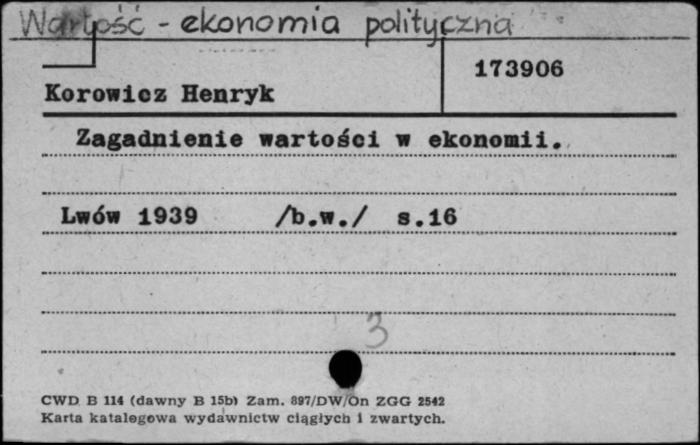 Wartość - ekonomia polityczna
173906
Korowicz Henryk
Zagadnienie wartości w ekonomii.
Lwów 1939 /b.w./ s.16
3
CWD B 114 (dawny B 15b) Zam. 897/DW/On ZGG 2542
Karta katalogowa wydawnictw ciągłych i zwartych.